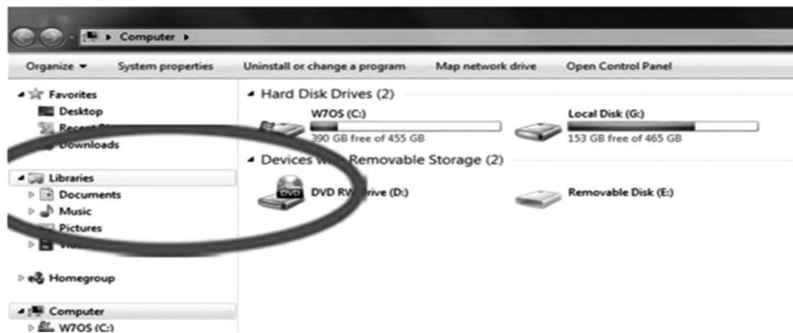 Computer
Organize
System properties
Uninstall or change a program
Map network drive
Open Control Panel
Favorites
Desktop
Downloads
Libraries
Documents
Music
Pictures
Homegroup
Computer
W7OS (C:)
Hard Disk Drives (2)
W7OS (C:)
390 GB free of 455 GB
Local Disk (G:)
153 GB free of 465 GB
Devices with Removable Storage (2)
DVD RW Drive (D:)
Removable Disk (E:)